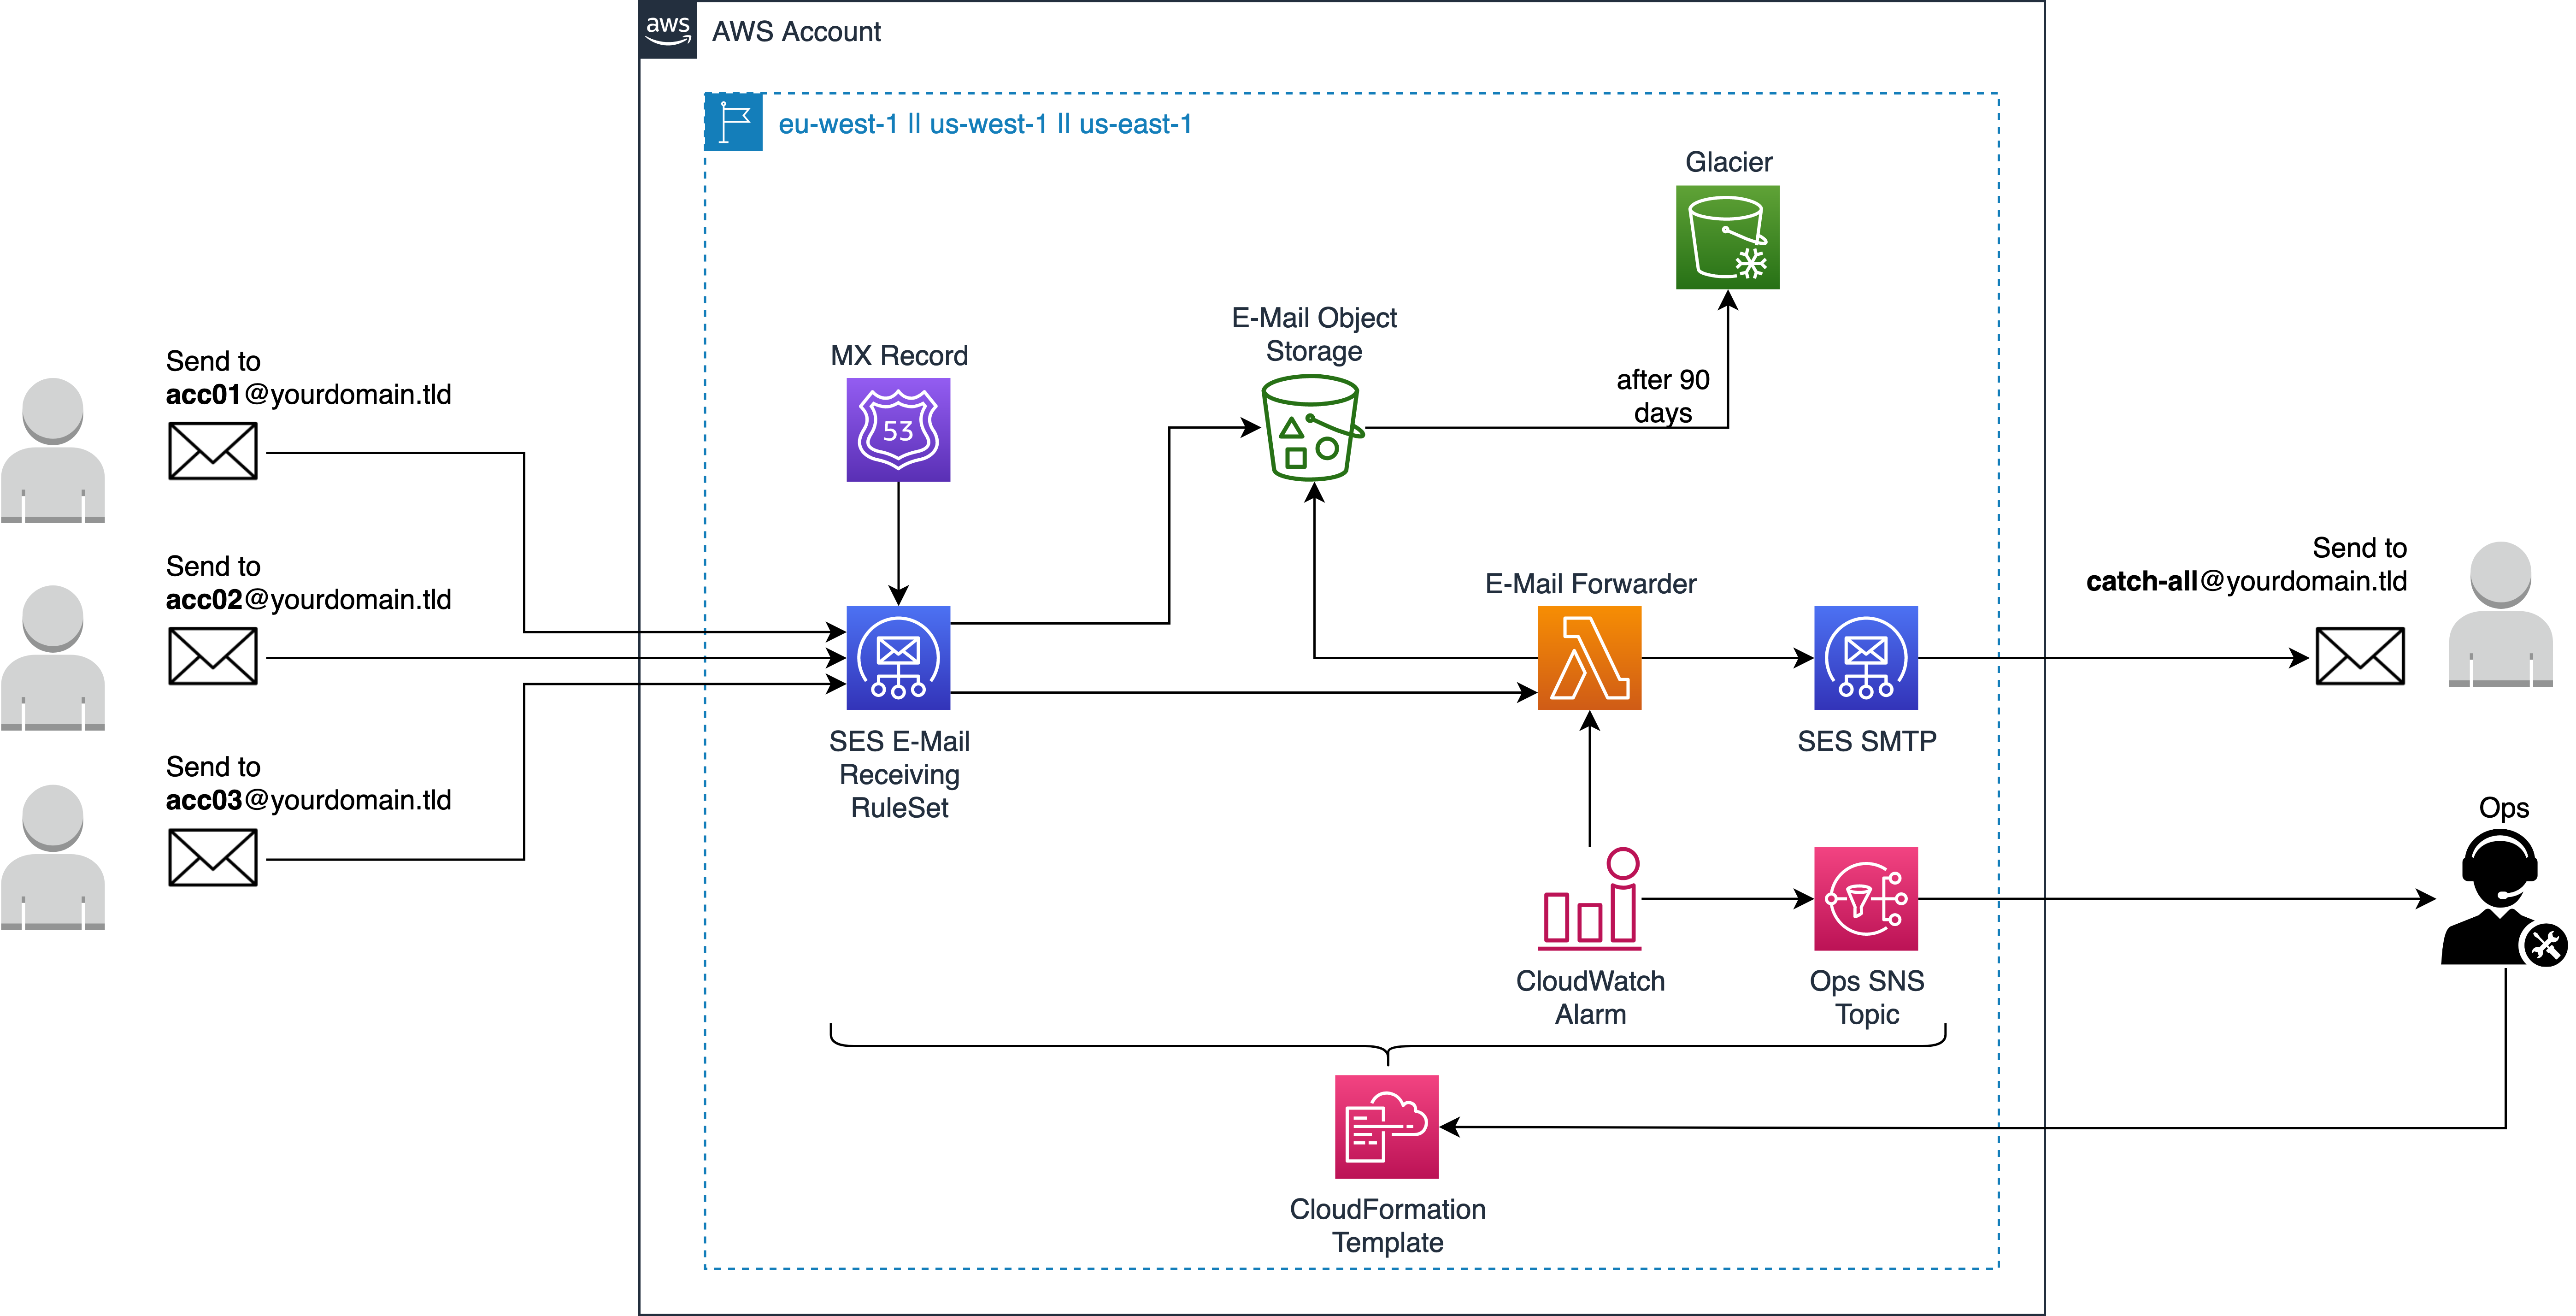 aws
AWS Account
eu-west-1 || us-west-1 || us-east-1
Glacier
E-Mail Object
Storage
MX Record
53
after 90
days
Send to
acc01@yourdomain.tld
Send to
acc02@yourdomain.tld
Send to
acc03@yourdomain.tld
E-Mail Forwarder
Send to
catch-all@yourdomain.tld
SES E-Mail
Receiving
RuleSet
SES SMTP
Ops
CloudWatch
Alarm
Ops SNS
Topic
CloudFormation
Template